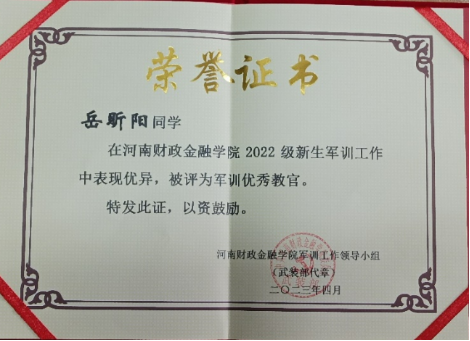 荣誉证书
岳昕阳同学
在河南财政金融学院 2022 级新生军训工作
中表现优异，被评为军训优秀教官。
特发此证，以资鼓励。
河南财政金融学院军训工作领导小组
（武装部代章）
二〇二三年四月